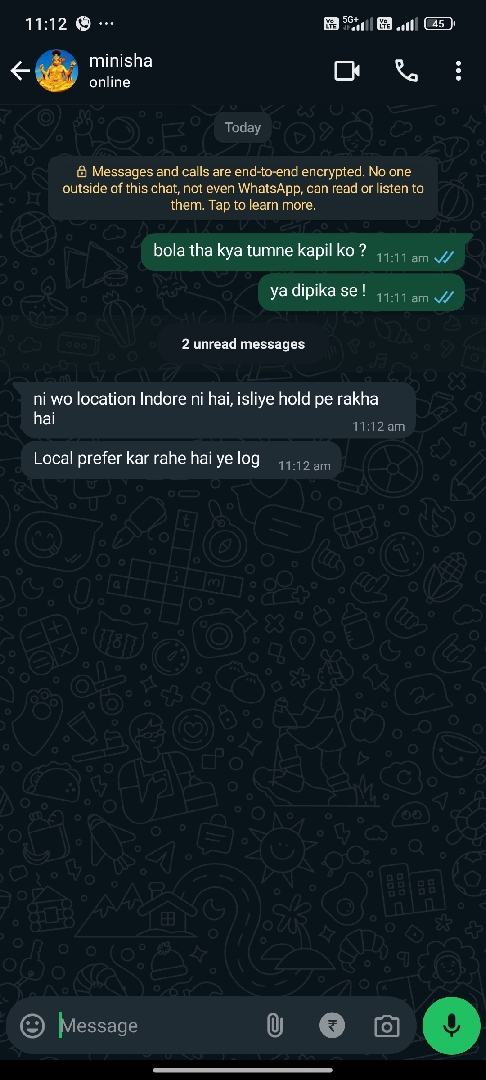 11:12
5G+
45
minisha
online
Today
Messages and calls are end-to-end encrypted. No one
outside of this chat, not even WhatsApp, can read or listen to
them. Tap to learn more.
bola tha kya tumne kapil ko ? 11:11 am
ya dipika se ! 11:11 am
2 unread messages
ni wo location Indore ni hai, isliye hold pe rakha
hai
11:12 am
Local prefer kar rahe hai ye log 11:12 am
Message
₹